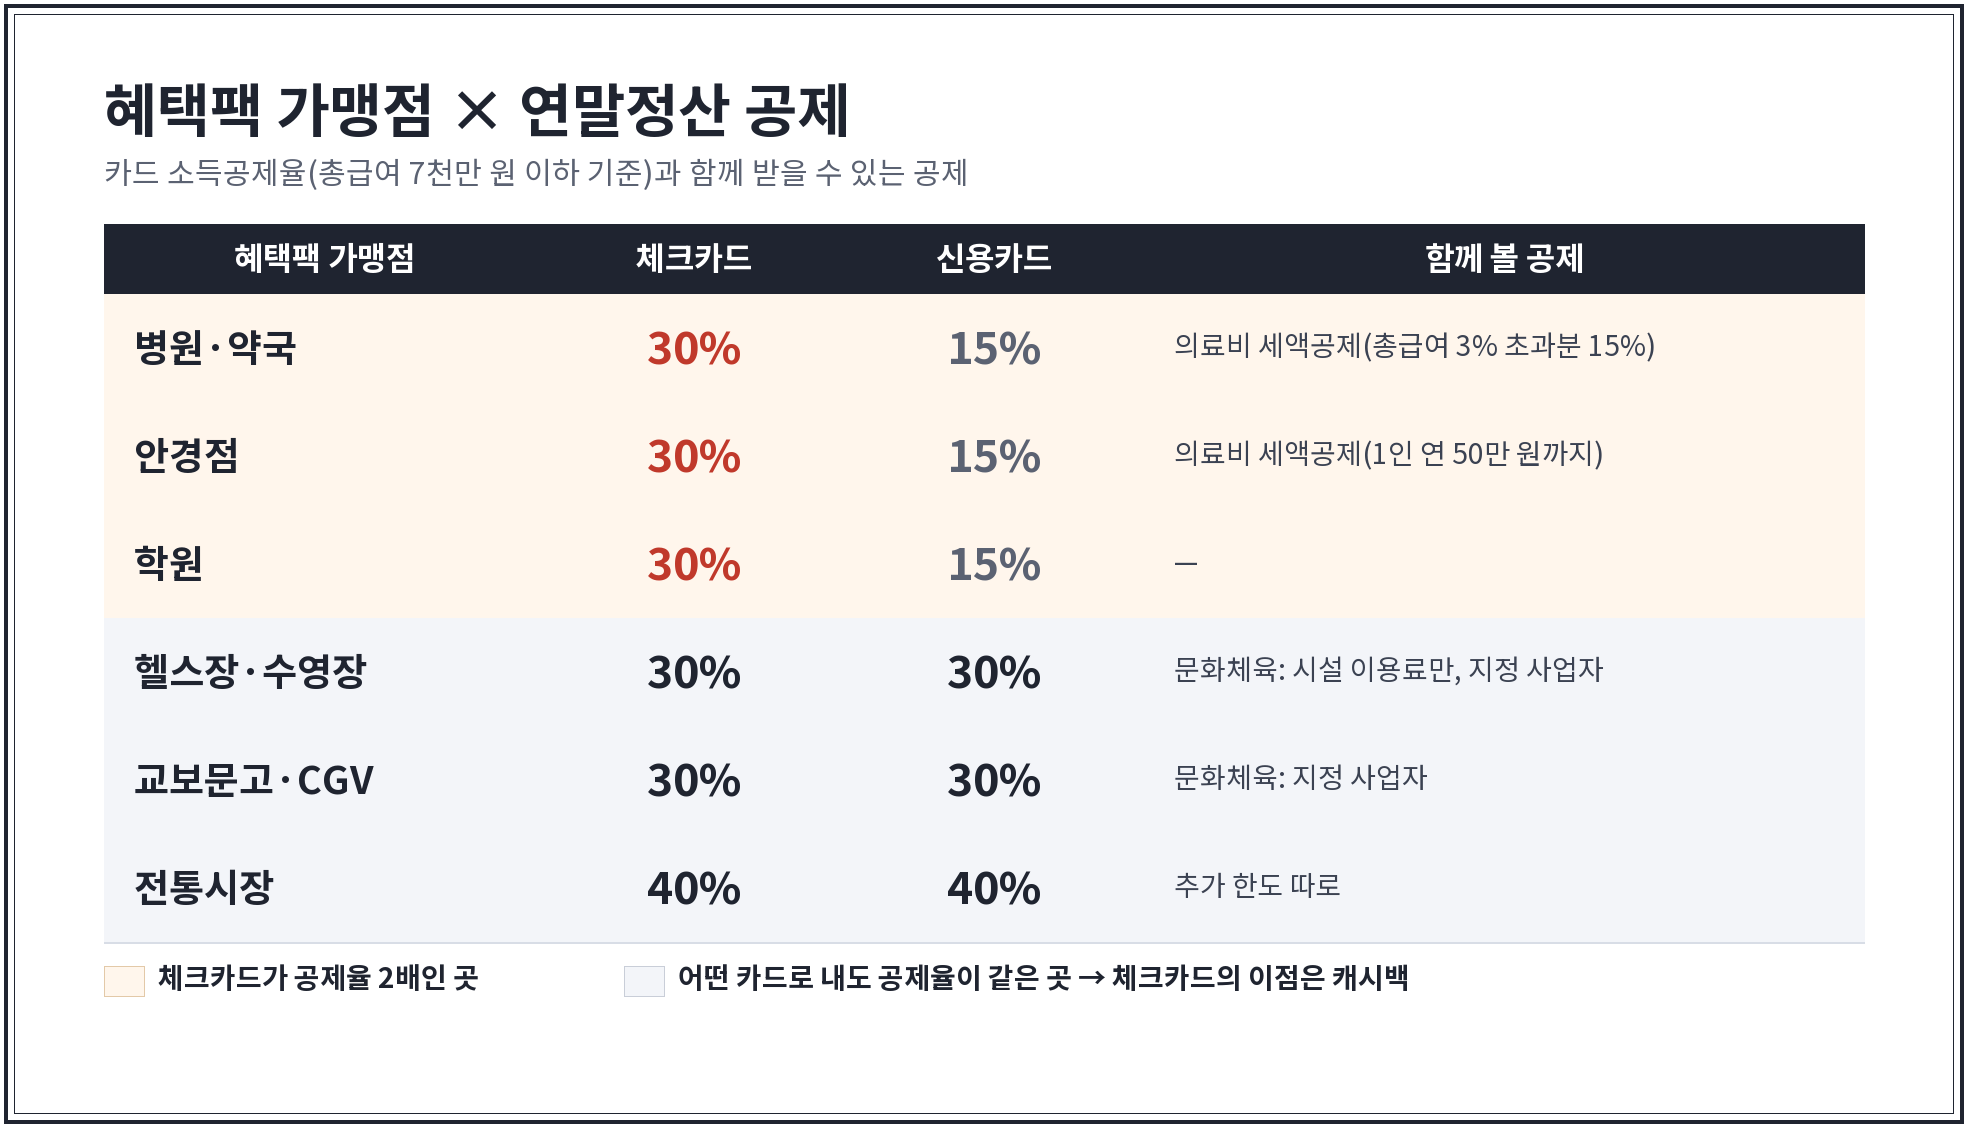 혜택팩 가맹점 × 연말정산 공제
카드 소득공제율(총급여 7천만 원 이하 기준)과 함께 받을 수 있는 공제
혜택팩 가맹점 체크카드 신용카드 함께 볼 공제
병원·약국 30% 15% 의료비 세액공제(총급여 3% 초과분 15%)
안경점 30% 15% 의료비 세액공제(1인 연 50만 원까지)
학원 30% 15% –
헬스장·수영장 30% 30% 문화체육: 시설 이용료만, 지정 사업자
교보문고·CGV 30% 30% 문화체육: 지정 사업자
전통시장 40% 40% 추가 한도 따로
체크카드가 공제율 2배인 곳 어떤 카드로 내도 공제율이 같은 곳 → 체크카드의 이점은 캐시백